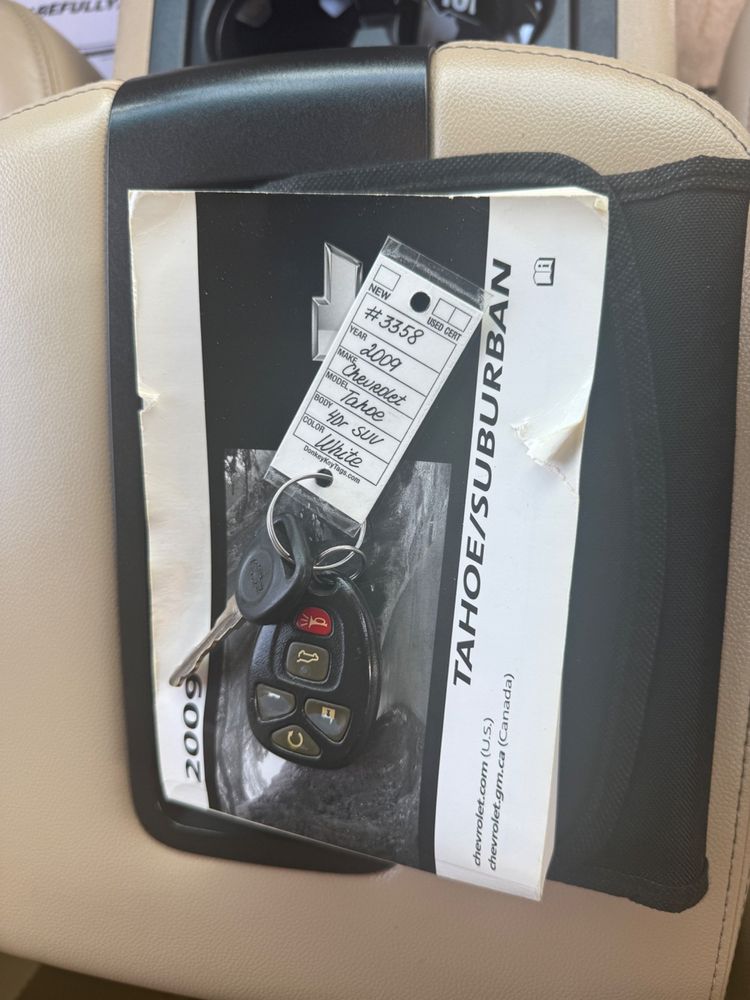 CAREFULLY.
NEW
USED CERT
#3358
YEAR 2009
MAKE Chevrolet
MODEL Tahoe
BODY 4Dr SUV
COLOR White
DonkeyKeyTags.com
2009
TAHOE/SUBURBAN
chevrolet.com (U.S.)
chevrolet.gm.ca (Canada)